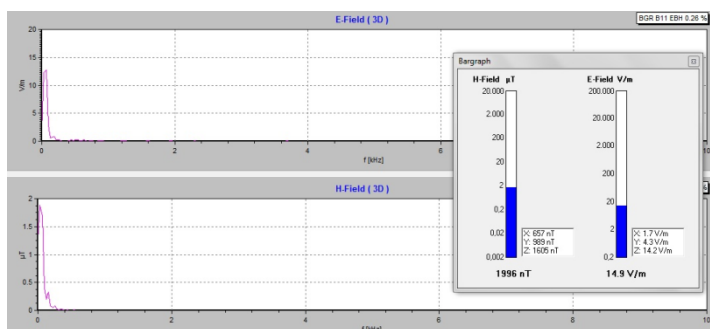 E-Field ( 3D )
BGR B11 EBH 0,26 %
20
15
10
5
0
V/m
0
2
4
6
10
f [kHz]
H-Field ( 3D )
2
1.5
1
0.5
0
µT
0
2
4
6
8
10
Bargraph
H-Field µT
E-Field V/m
20.000
2.000
200
20
2
0,2
0,02
0,002
X: 657 nT
Y: 989 nT
Z: 1605 nT
1996 nT
200.000
20.000
2.000
200
20
2
0,2
X: 1.7 V/m
Y: 4.3 V/m
Z: 14.2 V/m
14.9 V/m